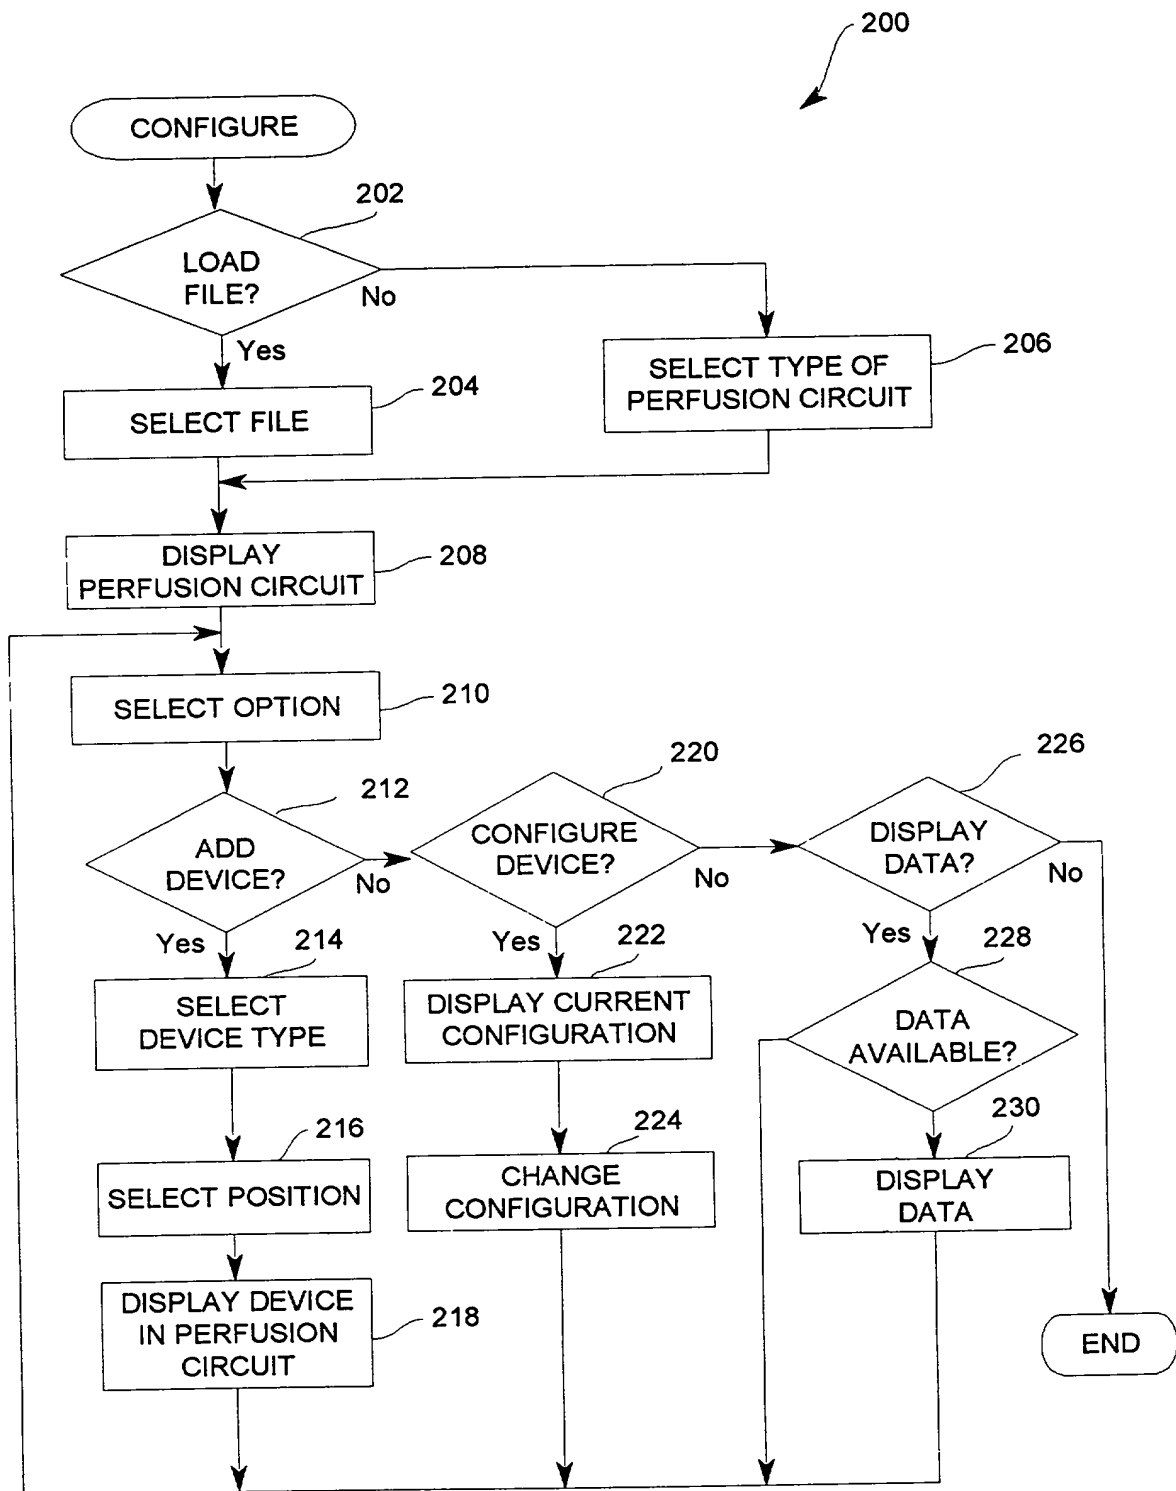 200
CONFIGURE
202
LOAD
FILE?
No
Yes
204
SELECT FILE
206
SELECT TYPE OF
PERFUSION CIRCUIT
208
DISPLAY
PERFUSION CIRCUIT
210
SELECT OPTION
212
ADD
DEVICE?
No
Yes
220
CONFIGURE
DEVICE?
No
Yes
226
DISPLAY
DATA?
No
Yes
214
SELECT
DEVICE TYPE
222
DISPLAY CURRENT
CONFIGURATION
228
DATA
AVAILABLE?
216
SELECT POSITION
224
CHANGE
CONFIGURATION
230
DISPLAY
DATA
218
DISPLAY DEVICE
IN PERFUSION
CIRCUIT
END